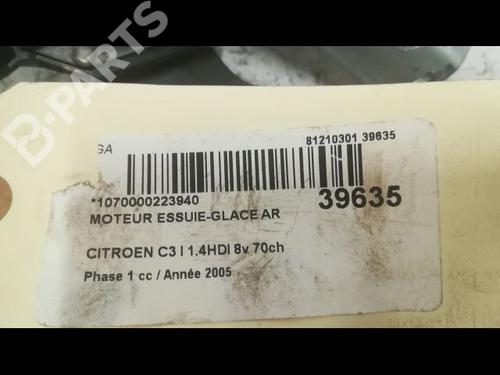 B-PARTS
GA
81210301 39635
*1070000223940
39635
MOTEUR ESSUIE-GLACE AR
CITROEN C3 I 1.4HDI 8v 70ch
Phase 1 cc / Année 2005